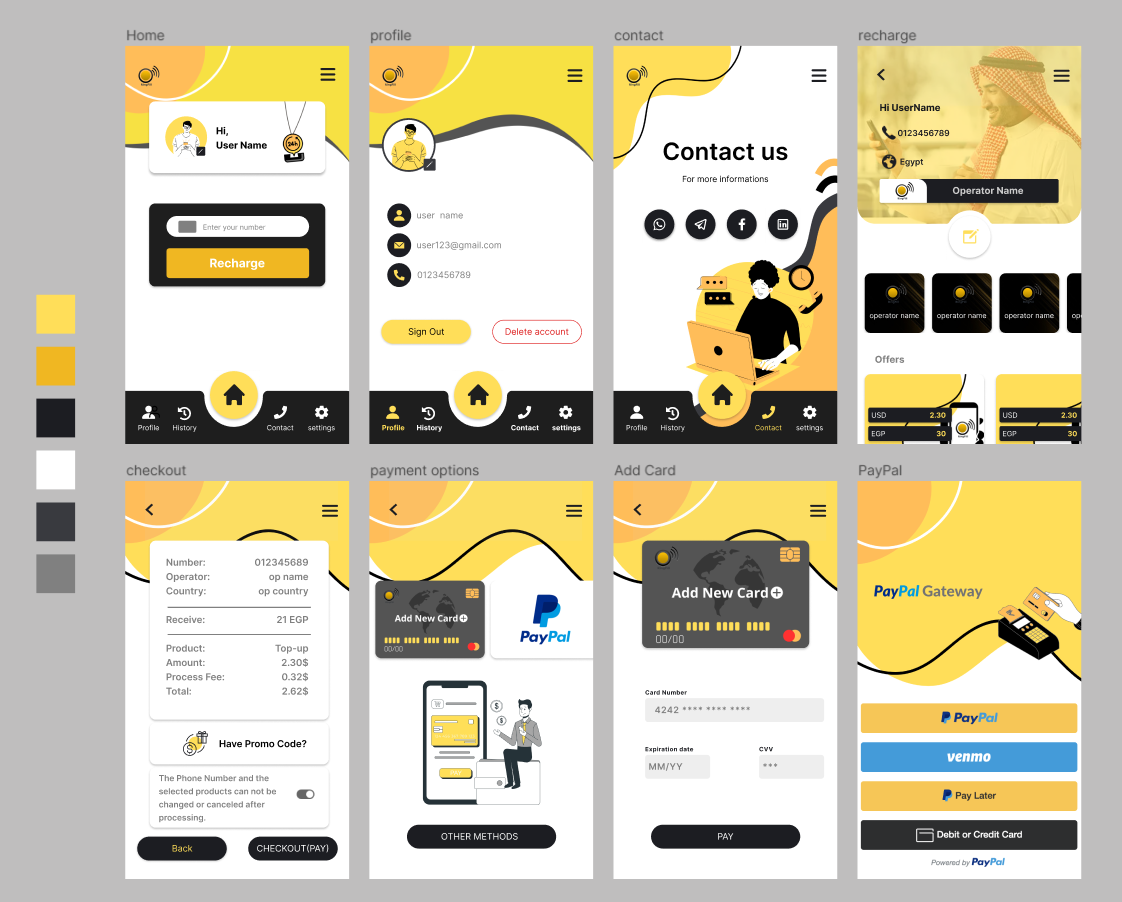 Home
profile
contact
recharge
Hi,
User Name
24h
Enter your number
Recharge
Profile
History
Contact
settings
user name
user123@gmail.com
0123456789
Sign Out
Delete account
Profile
History
Contact
settings
Contact us
For more informations
Profile
History
Contact
settings
Hi UserName
0123456789
Egypt
Operator Name
operator name
operator name
operator name
Offers
USD 2.30
EGP 30
USD 2.30
EGP 30
checkout
payment options
Add Card
PayPal
Number: 012345689
Operator: op name
Country: op country
Receive: 21 EGP
Product: Top-up
Amount: 2.30$
Process Fee: 0.32$
Total: 2.62$
Have Promo Code?
The Phone Number and the
selected products can not be
changed or canceled after
processing.
Back
CHECKOUT(PAY)
Add New Card
00/00
PayPal
OTHER METHODS
Add New Card
00/00
Card Number
4242 **** **** ****
Expiration date
CVV
MM/YY
***
PAY
PayPal Gateway
PayPal
venmo
Pay Later
Debit or Credit Card
Powered by PayPal